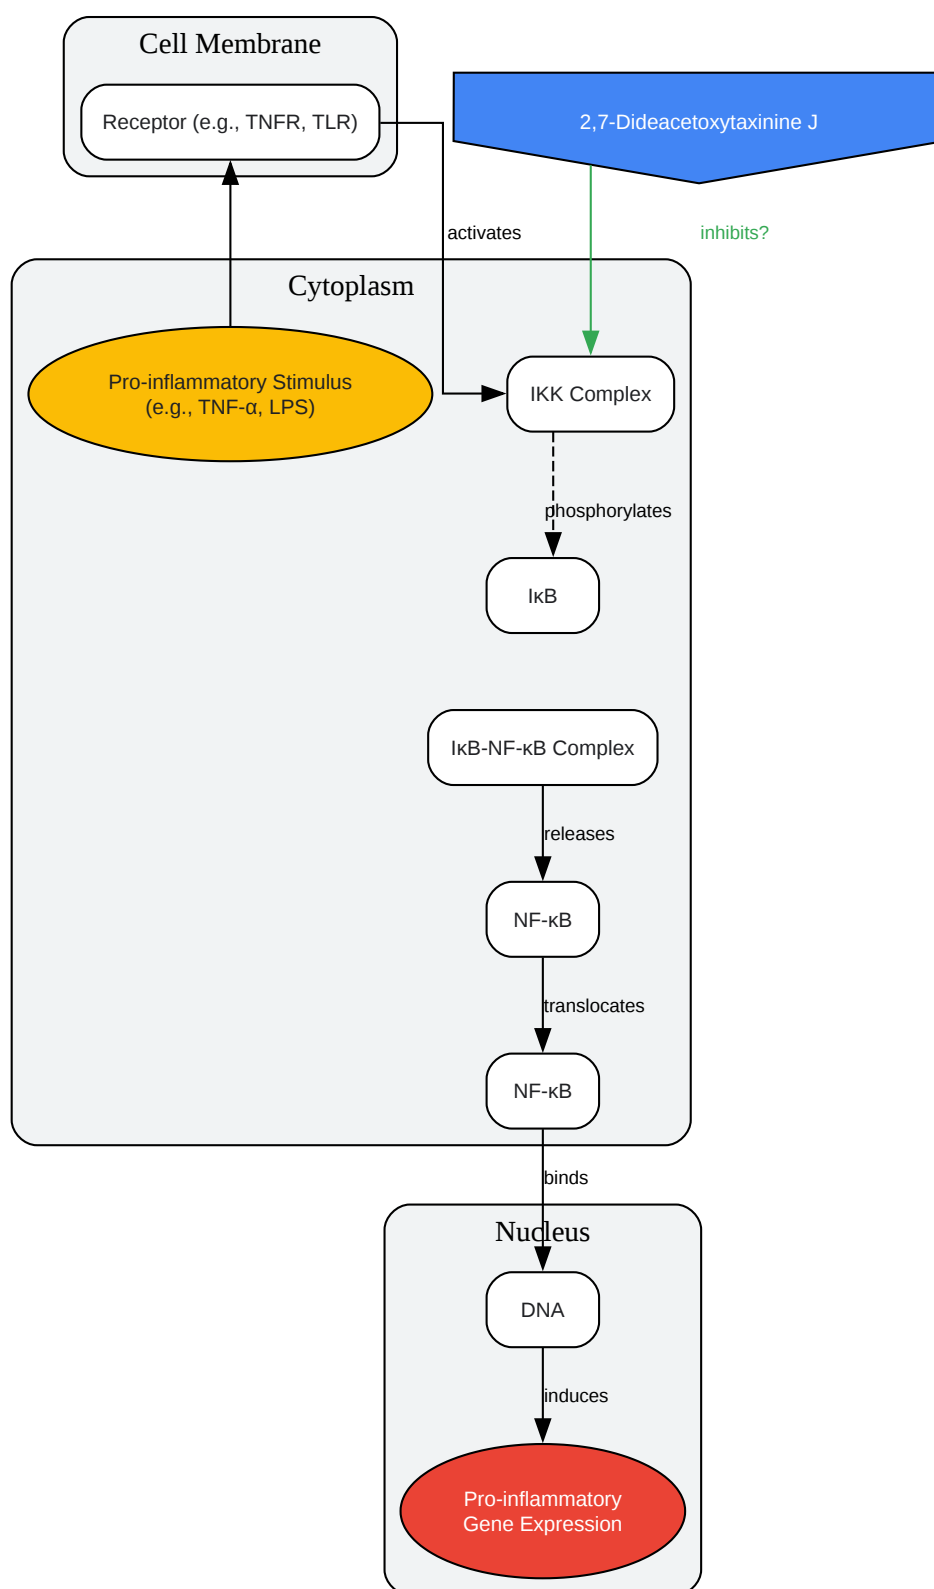 Cell Membrane
Receptor (e.g., TNFR, TLR)
2,7-Dideacetoxytaxinine J
activates
inhibits?
Cytoplasm
Pro-inflammatory Stimulus
(e.g., TNF-α, LPS)
IKK Complex
phosphorylates
IκB
IκB-NF-κB Complex
releases
NF-κB
translocates
NF-κB
binds
Nucleus
DNA
induces
Pro-inflammatory
Gene Expression